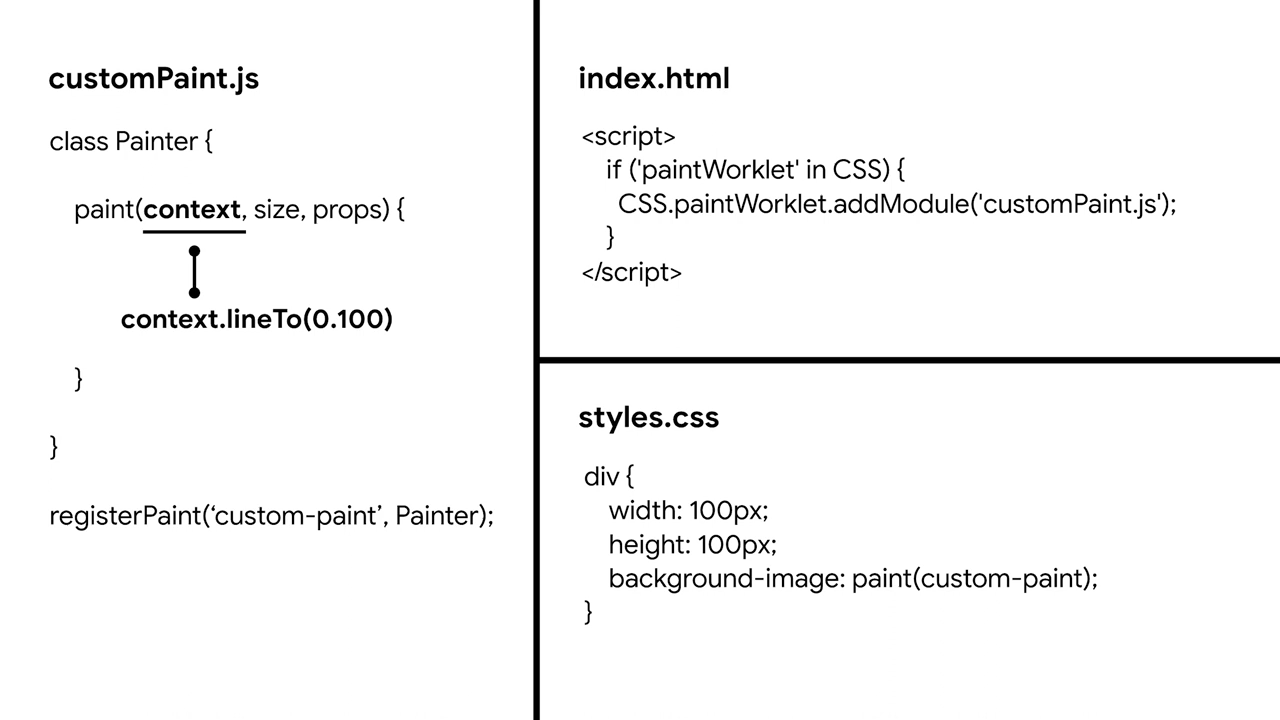 customPaint.js
class Painter {
paint(context, size, props) {
context.lineTo(0.100)
}
}
registerPaint(‘custom-paint’, Painter);
index.html
<script>
if ('paintWorklet' in CSS) {
CSS.paintWorklet.addModule('customPaint.js');
}
</script>
styles.css
div {
width: 100px;
height: 100px;
background-image: paint(custom-paint);
}